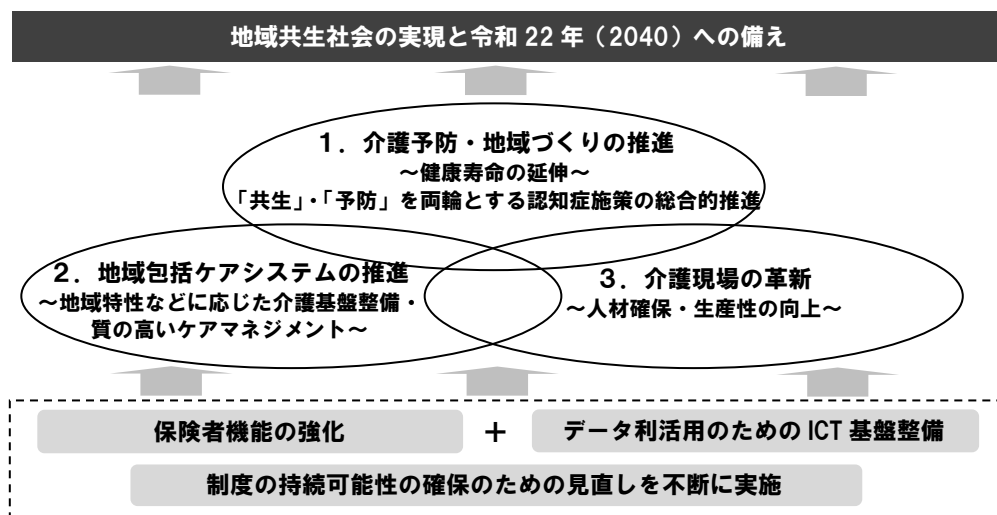 地域共生社会の実現と令和22年（2040）への備え
1．介護予防・地域づくりの推進
～健康寿命の延伸～
「共生」・「予防」を両輪とする認知症施策の総合的推進
2．地域包括ケアシステムの推進
～地域特性などに応じた介護基盤整備・
質の高いケアマネジメント～
3．介護現場の革新
～人材確保・生産性の向上～
保険者機能の強化
＋
データ利活用のためのICT基盤整備
制度の持続可能性の確保のための見直しを不断に実施